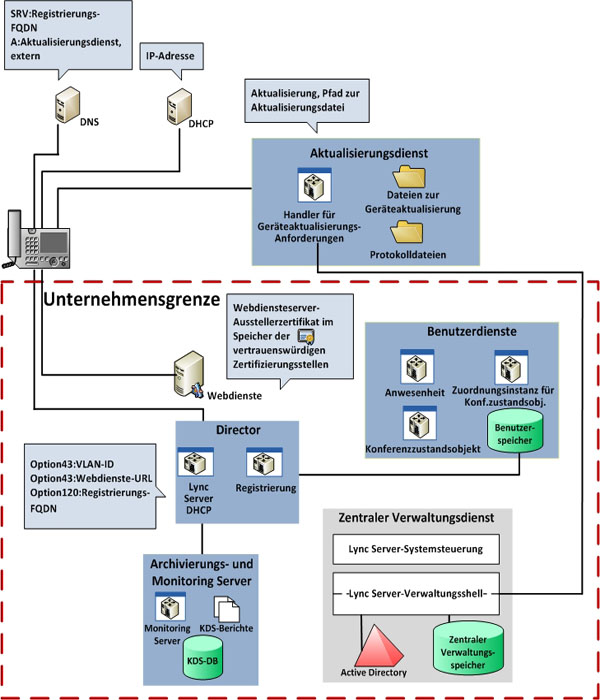 SRV:Registrierungs-
FQDN
A:Aktualisierungsdienst,
extern
IP-Adresse
DNS
DHCP
Aktualisierung, Pfad zur
Aktualisierungsdatei
Aktualisierungsdienst
Handler für
Geräteaktualisierungs-
Anforderungen
Dateien zur
Geräteaktualisierung
Protokolldateien
Unternehmensgrenze
Webdiensteserver-
Ausstellerzertifikat im
Speicher der
vertrauenswürdigen
Zertifizierungsstellen
Webdienste
Benutzerdienste
Anwesenheit
Zuordnungsinstanz für
Konf.zustandsobj.
Konferenzzustandsobjekt
Benutzer-
speicher
Director
Lync
Server
DHCP
Registrierung
Option43:VLAN-ID
Option43:Webdienste-URL
Option120:Registrierungs-
FQDN
Zentraler Verwaltungsdienst
Lync Server-Systemsteuerung
Lync Server-Verwaltungsshell
Active Directory
Zentraler
Verwaltungs-
speicher
Archivierungs- und
Monitoring Server
Monitoring
Server
KDS-Berichte
KDS-DB